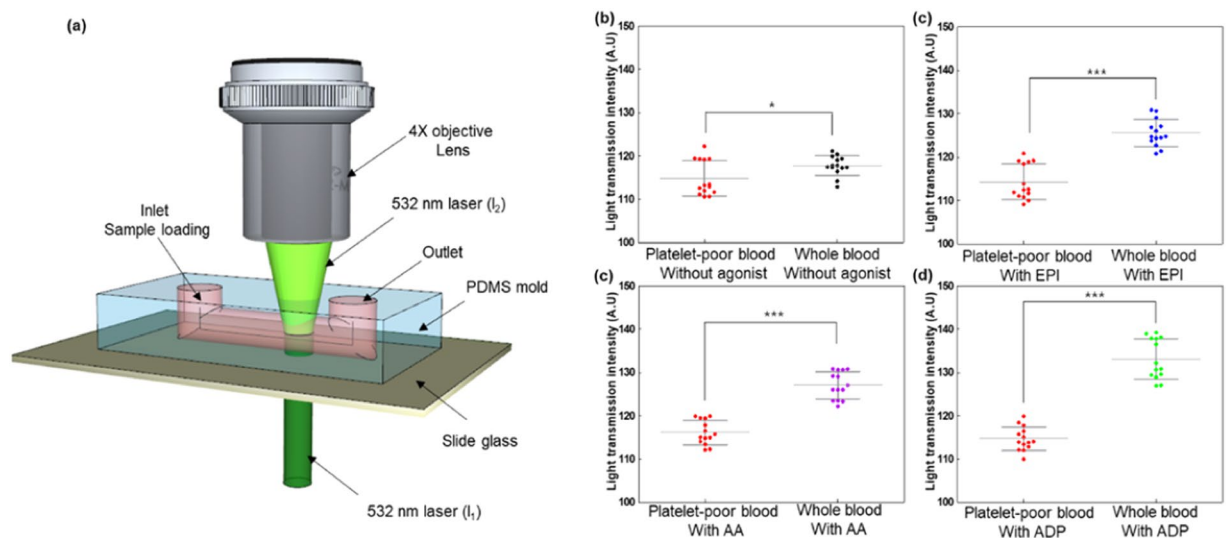 (a)
4X objective
Lens
532 nm laser (I2)
Inlet
Sample loading
Outlet
PDMS mold
Slide glass
532 nm laser (I1)
(b)
Light transmission intensity (A.U)
150
140
130
120
110
100
*
Platelet-poor blood
Without agonist
Whole blood
Without agonist
(c)
Light transmission intensity (A.U)
150
140
130
120
110
100
***
Platelet-poor blood
With EPI
Whole blood
With EPI
(c)
Light transmission intensity (A.U)
150
140
130
120
110
100
***
Platelet-poor blood
With AA
Whole blood
With AA
(d)
Light transmission intensity (A.U)
150
140
130
120
110
100
***
Platelet-poor blood
With ADP
Whole blood
With ADP